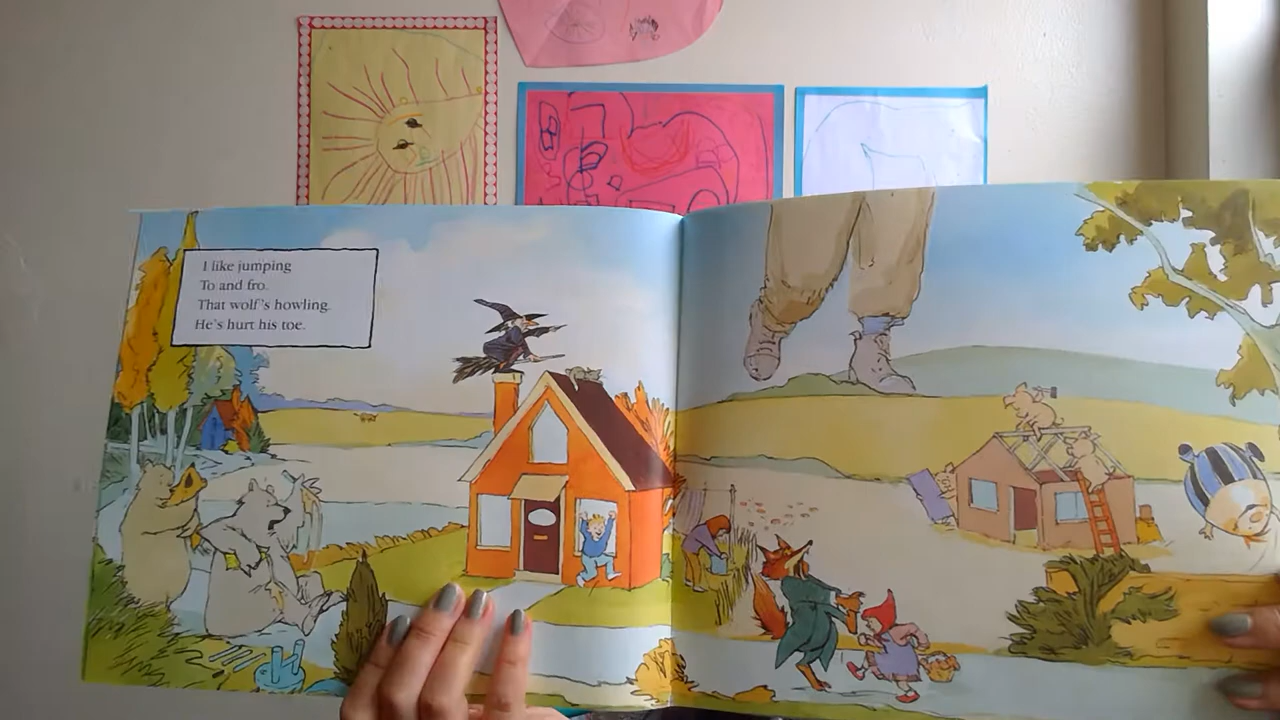 I like jumping
To and fro.
That wolf's howling.
He's hurt his toe.